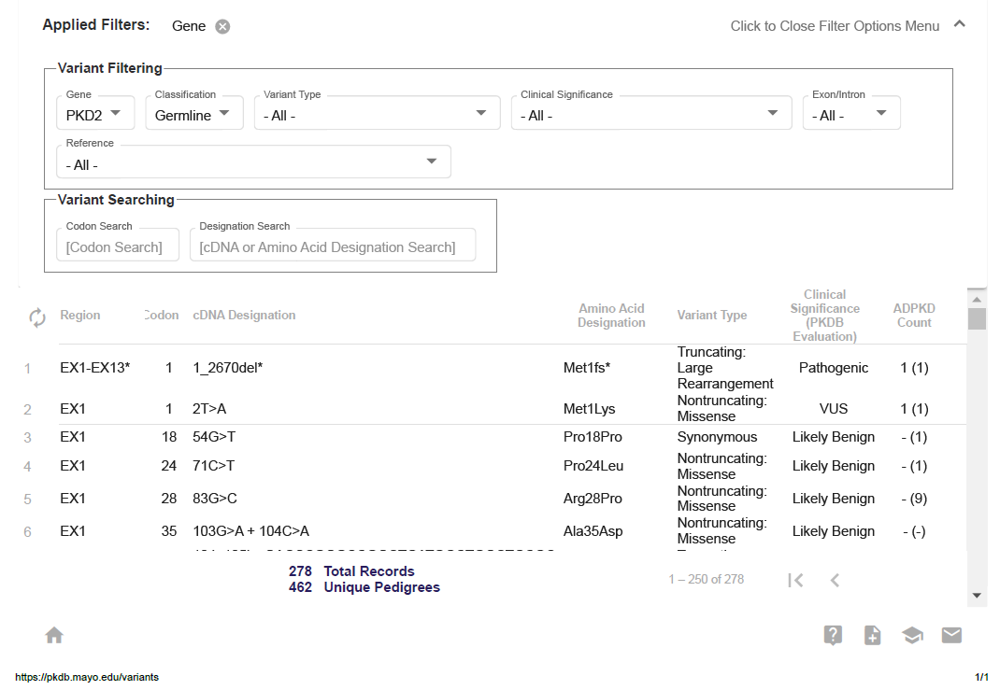 Applied Filters: Gene
Click to Close Filter Options Menu
Variant Filtering
Gene Classification Variant Type Clinical Significance Exon/Intron
PKD2 Germline - All - - All - - All -
Reference
- All -
Variant Searching
Codon Search Designation Search
[Codon Search] [cDNA or Amino Acid Designation Search]
Region Codon cDNA Designation Amino Acid Designation Variant Type Clinical Significance (PKDB Evaluation) ADPKD Count
1 EX1-EX13* 1 1_2670del* Met1fs* Truncating: Large Rearrangement Pathogenic 1 (1)
2 EX1 1 2T>A Met1Lys Nontruncating: Missense VUS 1 (1)
3 EX1 18 54G>T Pro18Pro Synonymous Likely Benign - (1)
4 EX1 24 71C>T Pro24Leu Nontruncating: Missense Likely Benign - (1)
5 EX1 28 83G>C Arg28Pro Nontruncating: Missense Likely Benign - (9)
6 EX1 35 103G>A + 104C>A Ala35Asp Nontruncating: Missense Likely Benign - (-)
278 Total Records
462 Unique Pedigrees
1 – 250 of 278
https://pkdb.mayo.edu/variants
1/1